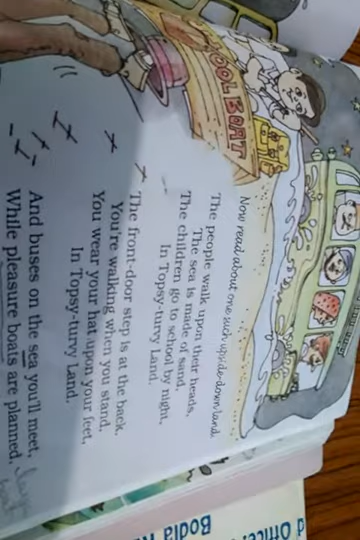 SCHOOL BOAT
Now read about one such upside-down land.
The people walk upon their heads,
The sea is made of sand,
The children go to school by night,
In Topsy-turvy Land.
The front-door step is at the back,
You're walking when you stand,
You wear your hat upon your feet,
In Topsy-turvy Land.
And buses on the sea you'll meet,
While pleasure boats are planned,
d Office:
Bodla